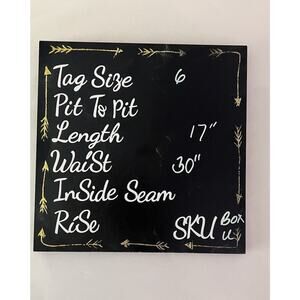 Tag Size 6
Pit To Pit
Length 17"
Waist 30"
InSide Seam
RiSe SKU Box U